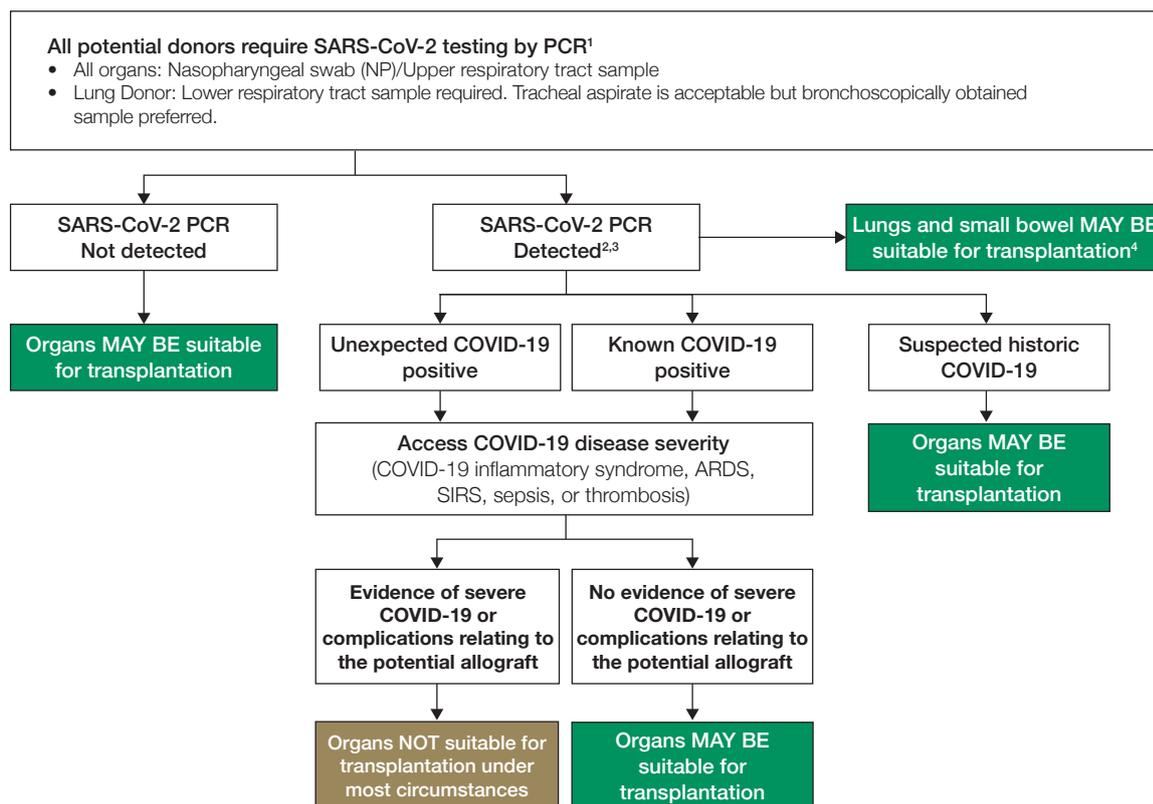 All potential donors require SARS-CoV-2 testing by PCR¹
• All organs: Nasopharyngeal swab (NP)/Upper respiratory tract sample
• Lung Donor: Lower respiratory tract sample required. Tracheal aspirate is acceptable but bronchoscopically obtained
sample preferred.
SARS-CoV-2 PCR
Not detected
SARS-CoV-2 PCR
Detected²,³
Lungs and small bowel MAY BE
suitable for transplantation⁴
Organs MAY BE suitable
for transplantation
Unexpected COVID-19
positive
Known COVID-19
positive
Suspected historic
COVID-19
Access COVID-19 disease severity
(COVID-19 inflammatory syndrome, ARDS,
SIRS, sepsis, or thrombosis)
Organs MAY BE
suitable for
transplantation
Evidence of severe
COVID-19 or
complications relating to
the potential allograft
No evidence of severe
COVID-19 or
complications relating to
the potential allograft
Organs NOT suitable for
transplantation under
most circumstances
Organs MAY BE
suitable for
transplantation